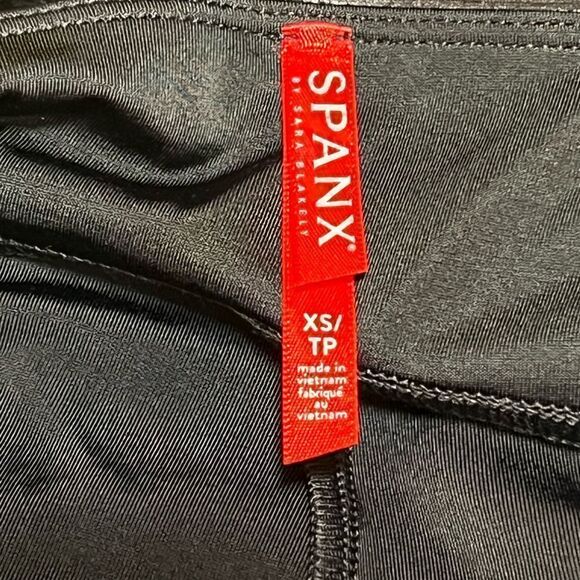 SPANX®
BY SARA BLAKELY
XS/
TP
made in
vietnam
fabriqué
au
vietnam